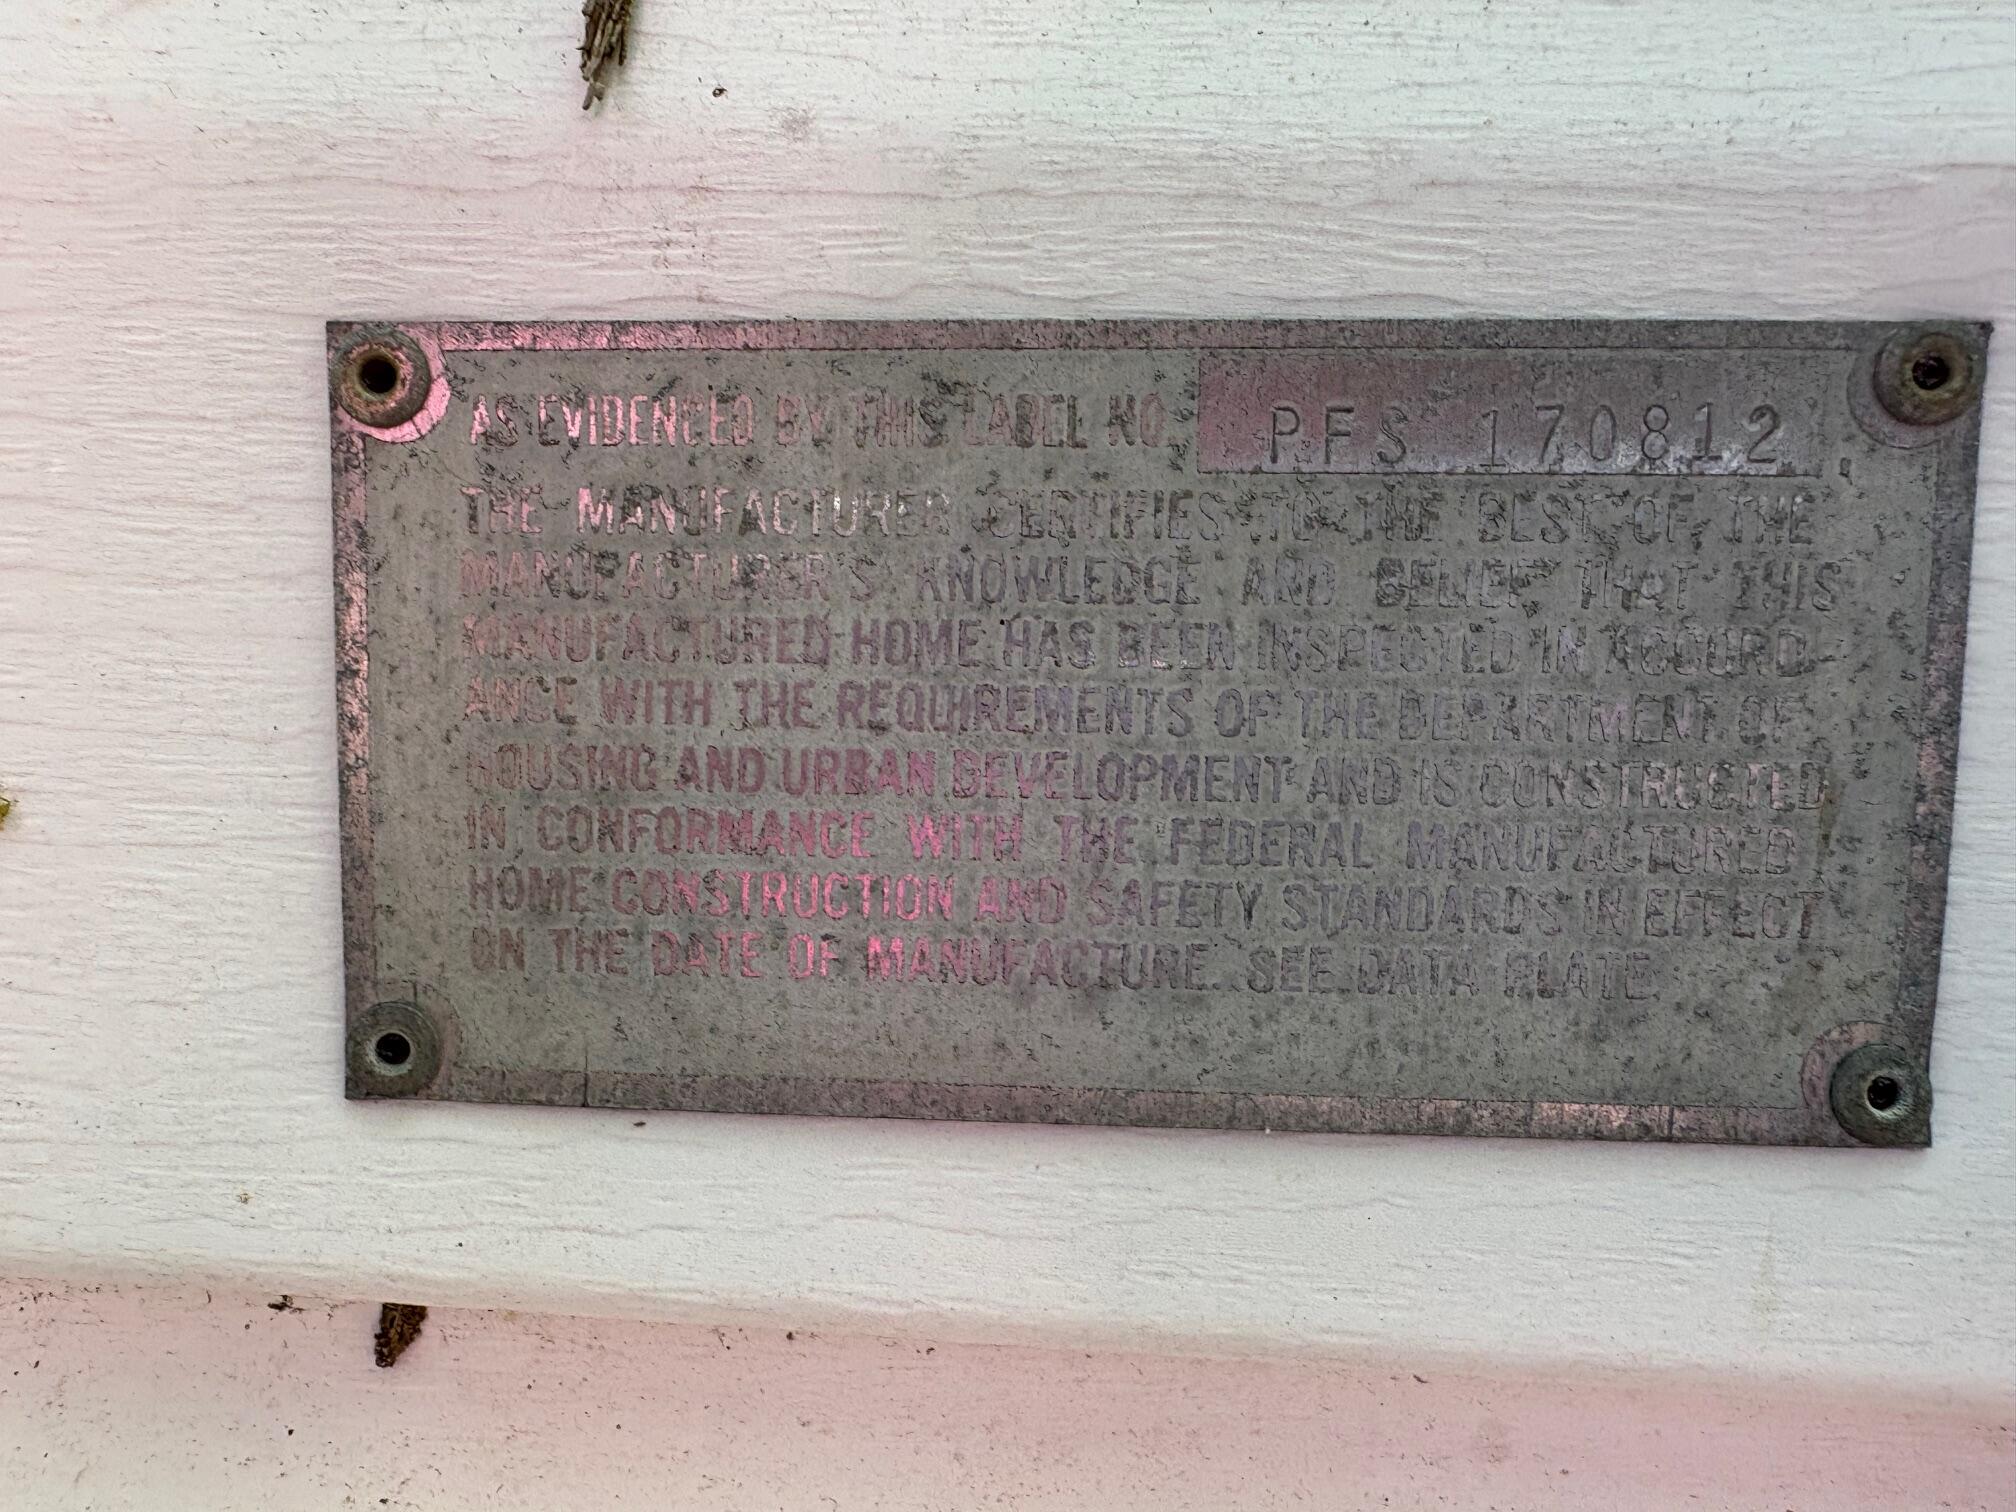 AS EVIDENCED BY THIS LABEL NO. PFS 170812
THE MANUFACTURER CERTIFIES TO THE BEST OF THE
MANUFACTURER'S KNOWLEDGE AND BELIEF THAT THIS
MANUFACTURED HOME HAS BEEN INSPECTED IN ACCORD-
ANCE WITH THE REQUIREMENTS OF THE DEPARTMENT OF
HOUSING AND URBAN DEVELOPMENT AND IS CONSTRUCTED
IN CONFORMANCE WITH THE FEDERAL MANUFACTURED
HOME CONSTRUCTION AND SAFETY STANDARDS IN EFFECT
ON THE DATE OF MANUFACTURE. SEE DATA PLATE.